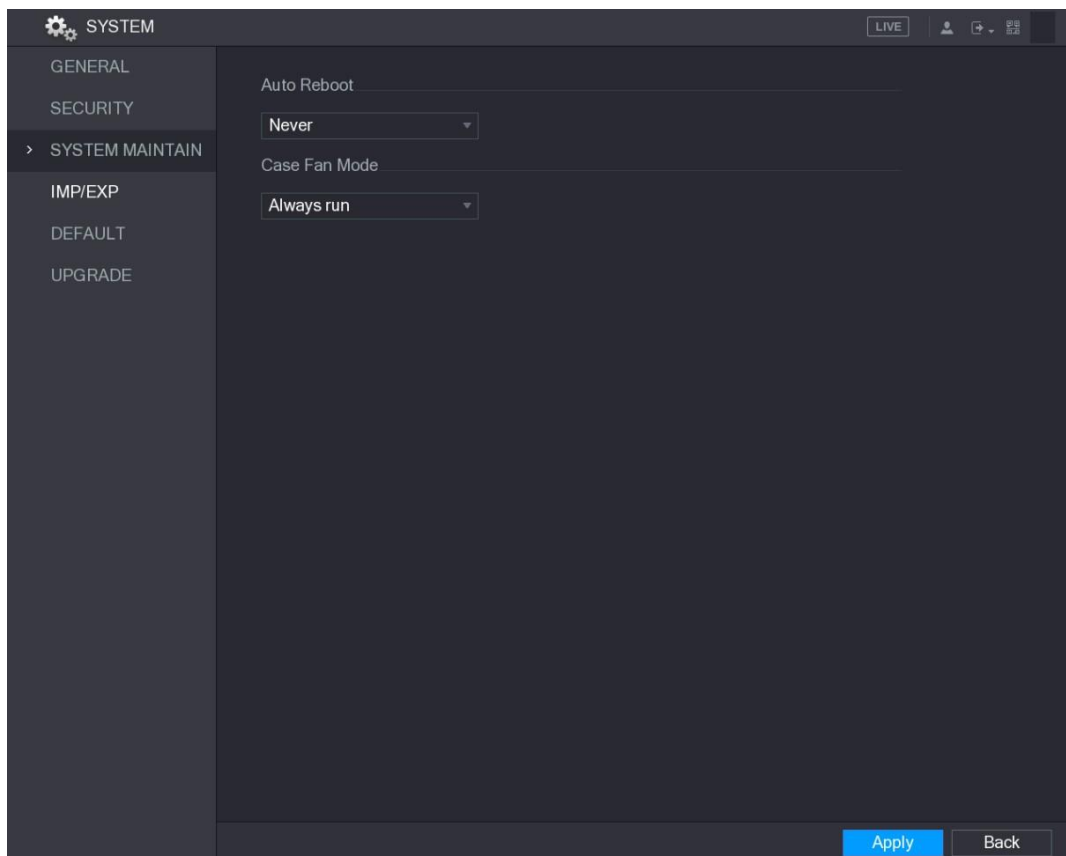 SYSTEM
LIVE
GENERAL
SECURITY
> SYSTEM MAINTAIN
IMP/EXP
DEFAULT
UPGRADE
Auto Reboot
Never
Case Fan Mode
Always run
Apply
Back